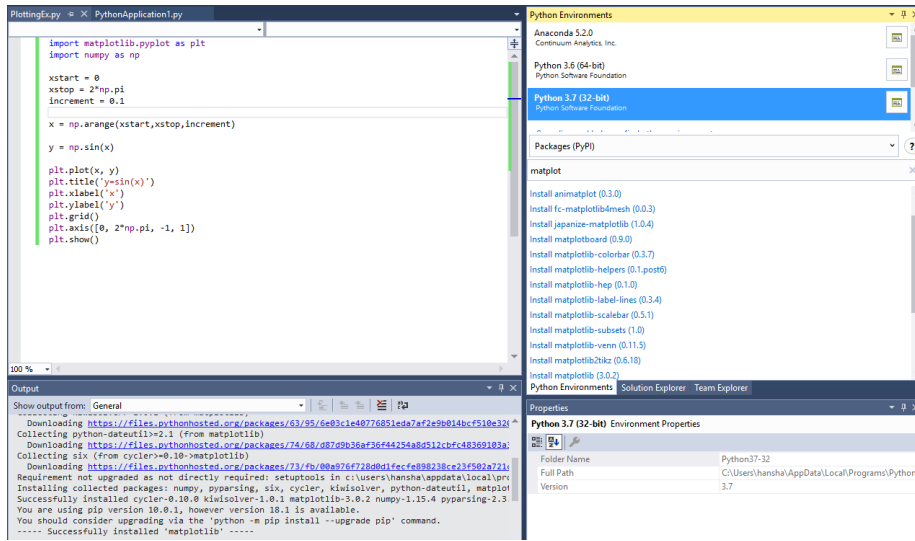 PlottingEx.py PythonApplication1.py
import matplotlib.pyplot as plt
import numpy as np
xstart = 0
xstop = 2*np.pi
increment = 0.1
x = np.arange(xstart,xstop,increment)
y = np.sin(x)
plt.plot(x, y)
plt.title('y=sin(x)')
plt.xlabel('x')
plt.ylabel('y')
plt.grid()
plt.axis([0, 2*np.pi, -1, 1])
plt.show()
100 %
Output
Show output from: General
Downloading https://files.pythonhosted.org/packages/63/95/6e03c1e40776851eda7af2e9b014bcf510e32
Collecting python-dateutil>=2.1 (from matplotlib)
Downloading https://files.pythonhosted.org/packages/74/68/d87d9b36af36f44254a8d512cbfc48369103a
Collecting six (from cycler>=0.10->matplotlib)
Downloading https://files.pythonhosted.org/packages/73/fb/00a976f728d0d1fecfe898238ce23f502a721
Requirement not upgraded as not directly required: setuptools in c:\users\hansha\appdata\local\pro
Installing collected packages: numpy, pyparsing, six, cycler, kiwisolver, python-dateutil, matplot
Successfully installed cycler-0.10.0 kiwisolver-1.0.1 matplotlib-3.0.2 numpy-1.15.4 pyparsing-2.3
You are using pip version 10.0.1, however version 18.1 is available.
You should consider upgrading via the 'python -m pip install --upgrade pip' command.
----- Successfully installed 'matplotlib' -----
Python Environments
Anaconda 5.2.0
Continuum Analytics, Inc.
Python 3.6 (64-bit)
Python Software Foundation
Python 3.7 (32-bit)
Python Software Foundation
Packages (PyPI)
?
matplot
Install animatplot (0.3.0)
Install fc-matplotlib4mesh (0.0.3)
Install japanize-matplotlib (1.0.4)
Install matplotboard (0.9.0)
Install matplotlib-colorbar (0.3.7)
Install matplotlib-helpers (0.1.post6)
Install matplotlib-hep (0.1.0)
Install matplotlib-label-lines (0.3.4)
Install matplotlib-scalebar (0.5.1)
Install matplotlib-subsets (1.0)
Install matplotlib-venn (0.11.5)
Install matplotlib2tikz (0.6.18)
Install matplotlib (3.0.2)
Python Environments Solution Explorer Team Explorer
Properties
Python 3.7 (32-bit) Environment Properties
Folder Name Python37-32
Full Path C:\Users\hansha\AppData\Local\Programs\Python
Version 3.7